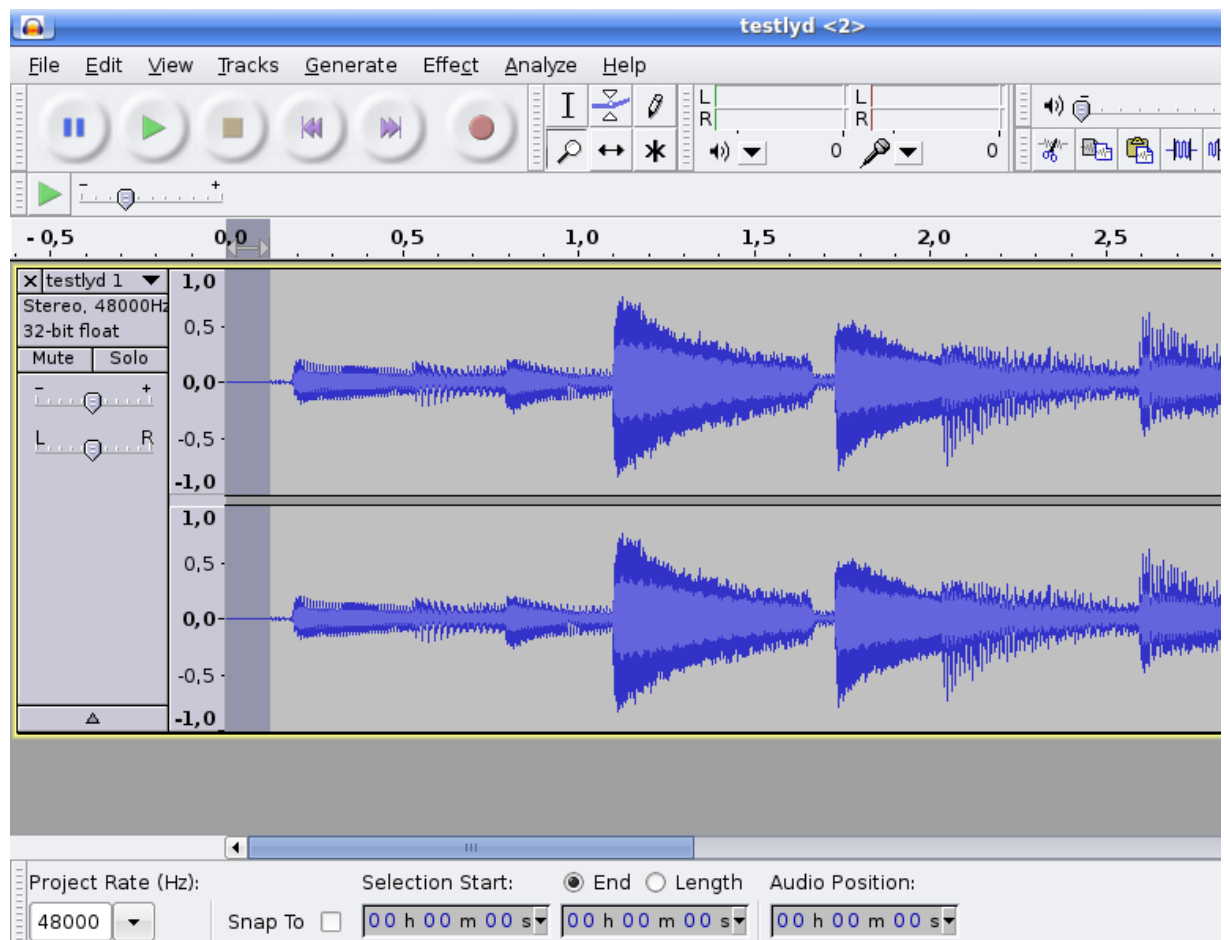 testlyd <2>
File Edit View Tracks Generate Effect Analyze Help
L
R
L
R
0
0
- +
- 0,5 0,0 0,5 1,0 1,5 2,0 2,5
X testlyd 1
Stereo, 48000Hz
32-bit float
Mute Solo
- +
L R
1,0
0,5
0,0
-0,5
-1,0
1,0
0,5
0,0
-0,5
-1,0
Project Rate (Hz): Selection Start: End Length Audio Position:
48000 Snap To 00 h 00 m 00 s 00 h 00 m 00 s 00 h 00 m 00 s